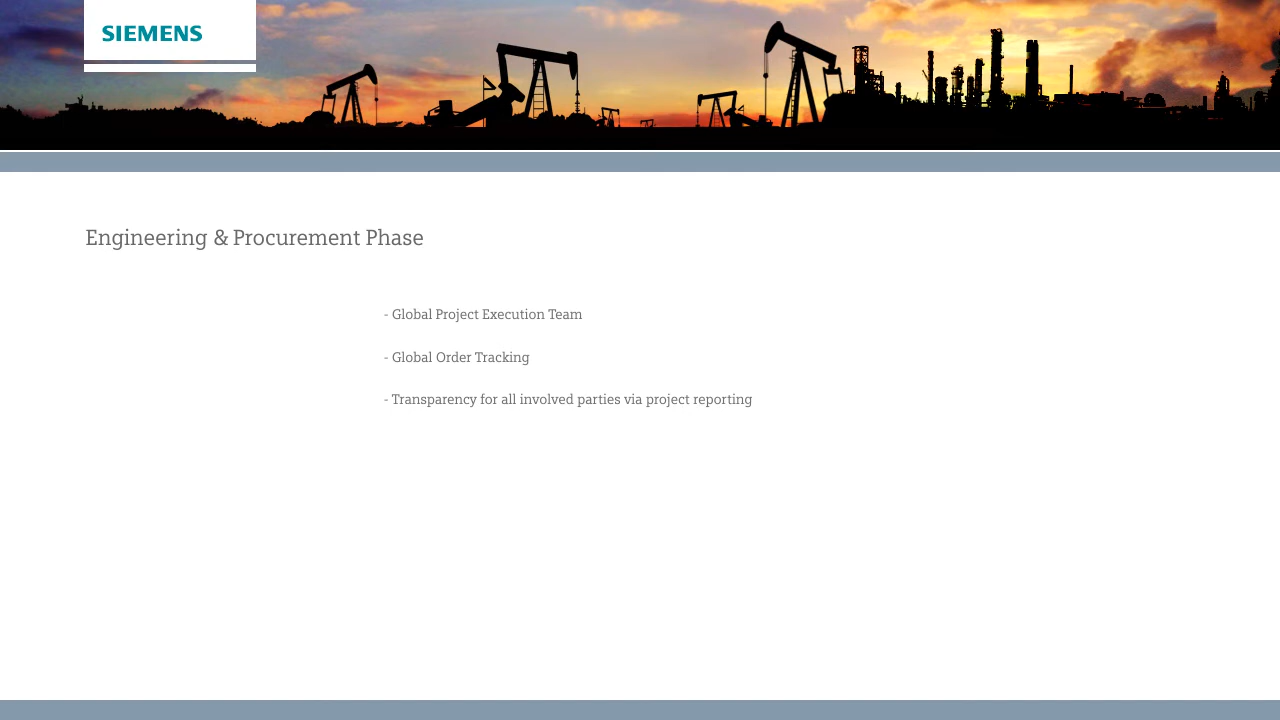 SIEMENS
Engineering & Procurement Phase
- Global Project Execution Team
- Global Order Tracking
- Transparency for all involved parties via project reporting